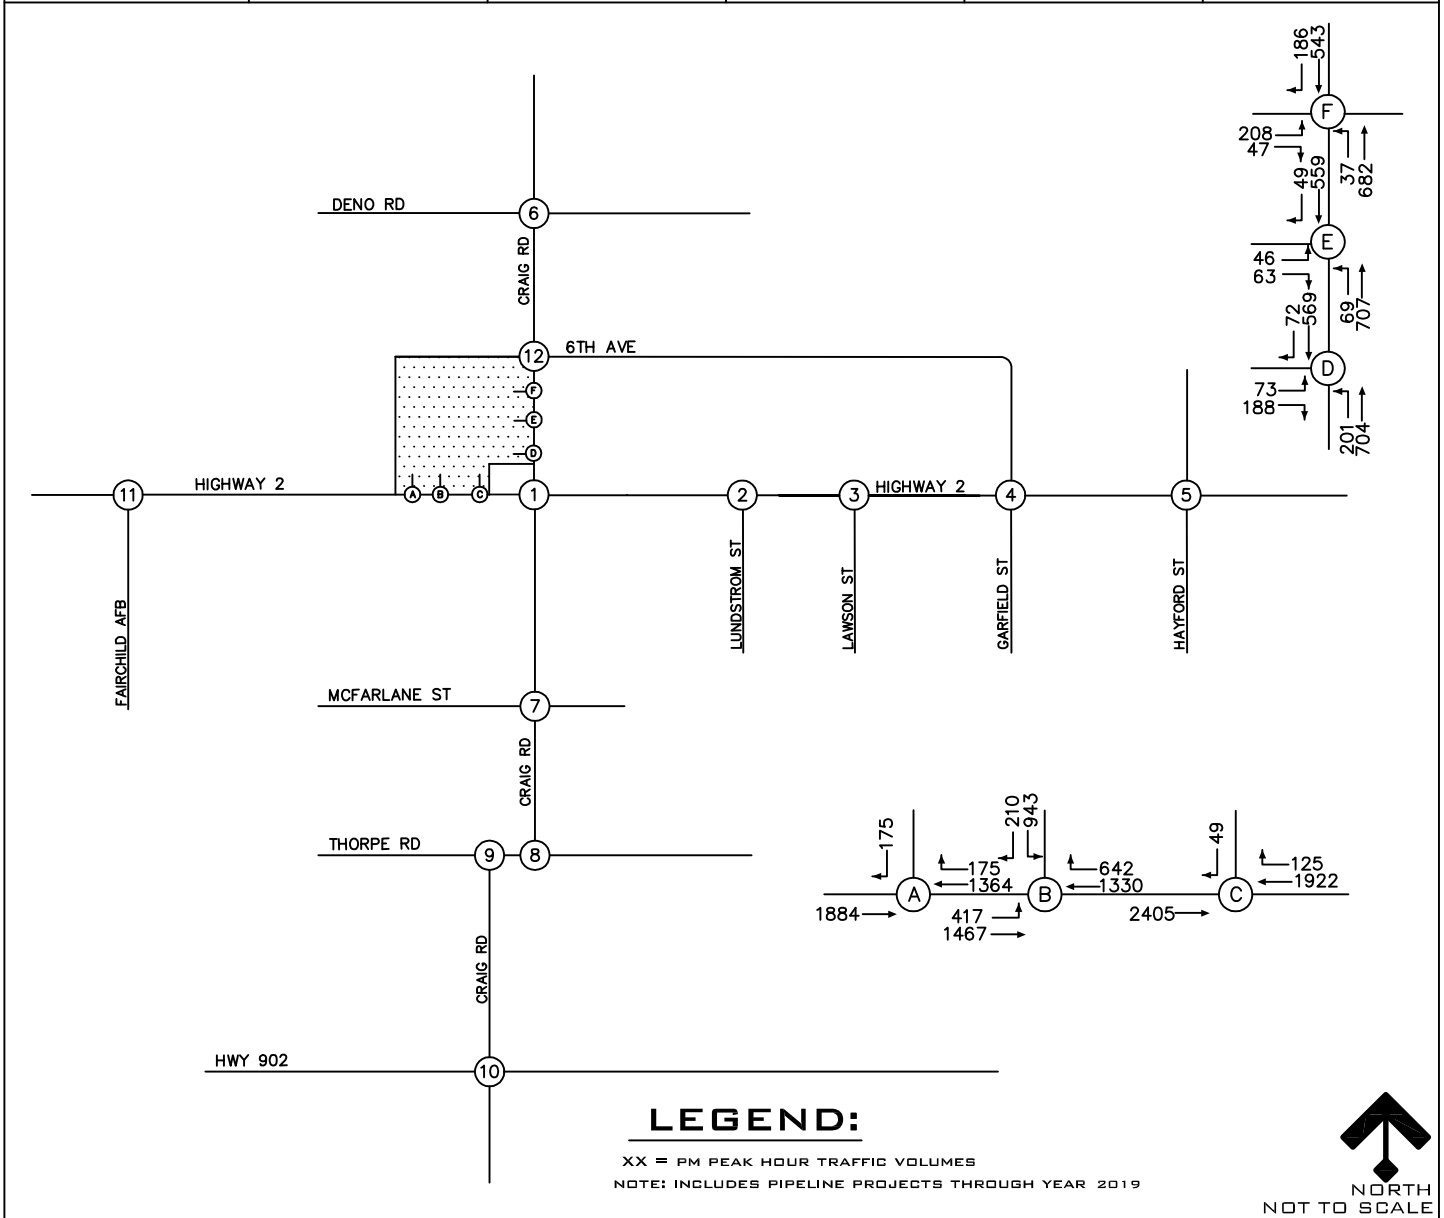 186
543
F
208
47
37
682
49
559
E
46
63
69
707
72
569
D
73
188
201
704
DENO RD
6
CRAIG RD
12
6TH AVE
F
E
D
HIGHWAY 2
11
A
B
C
1
2
3
HIGHWAY 2
4
5
FAIRCHILD AFB
LUNDSTROM ST
LAWSON ST
GARFIELD ST
HAYFORD ST
MCFARLANE ST
7
CRAIG RD
THORPE RD
9
8
175
175
1364
A
1884
210
943
642
1330
B
417
1467
49
125
1922
C
2405
CRAIG RD
HWY 902
10
LEGEND:
XX = PM PEAK HOUR TRAFFIC VOLUMES
NOTE: INCLUDES PIPELINE PROJECTS THROUGH YEAR 2019
NORTH
NOT TO SCALE